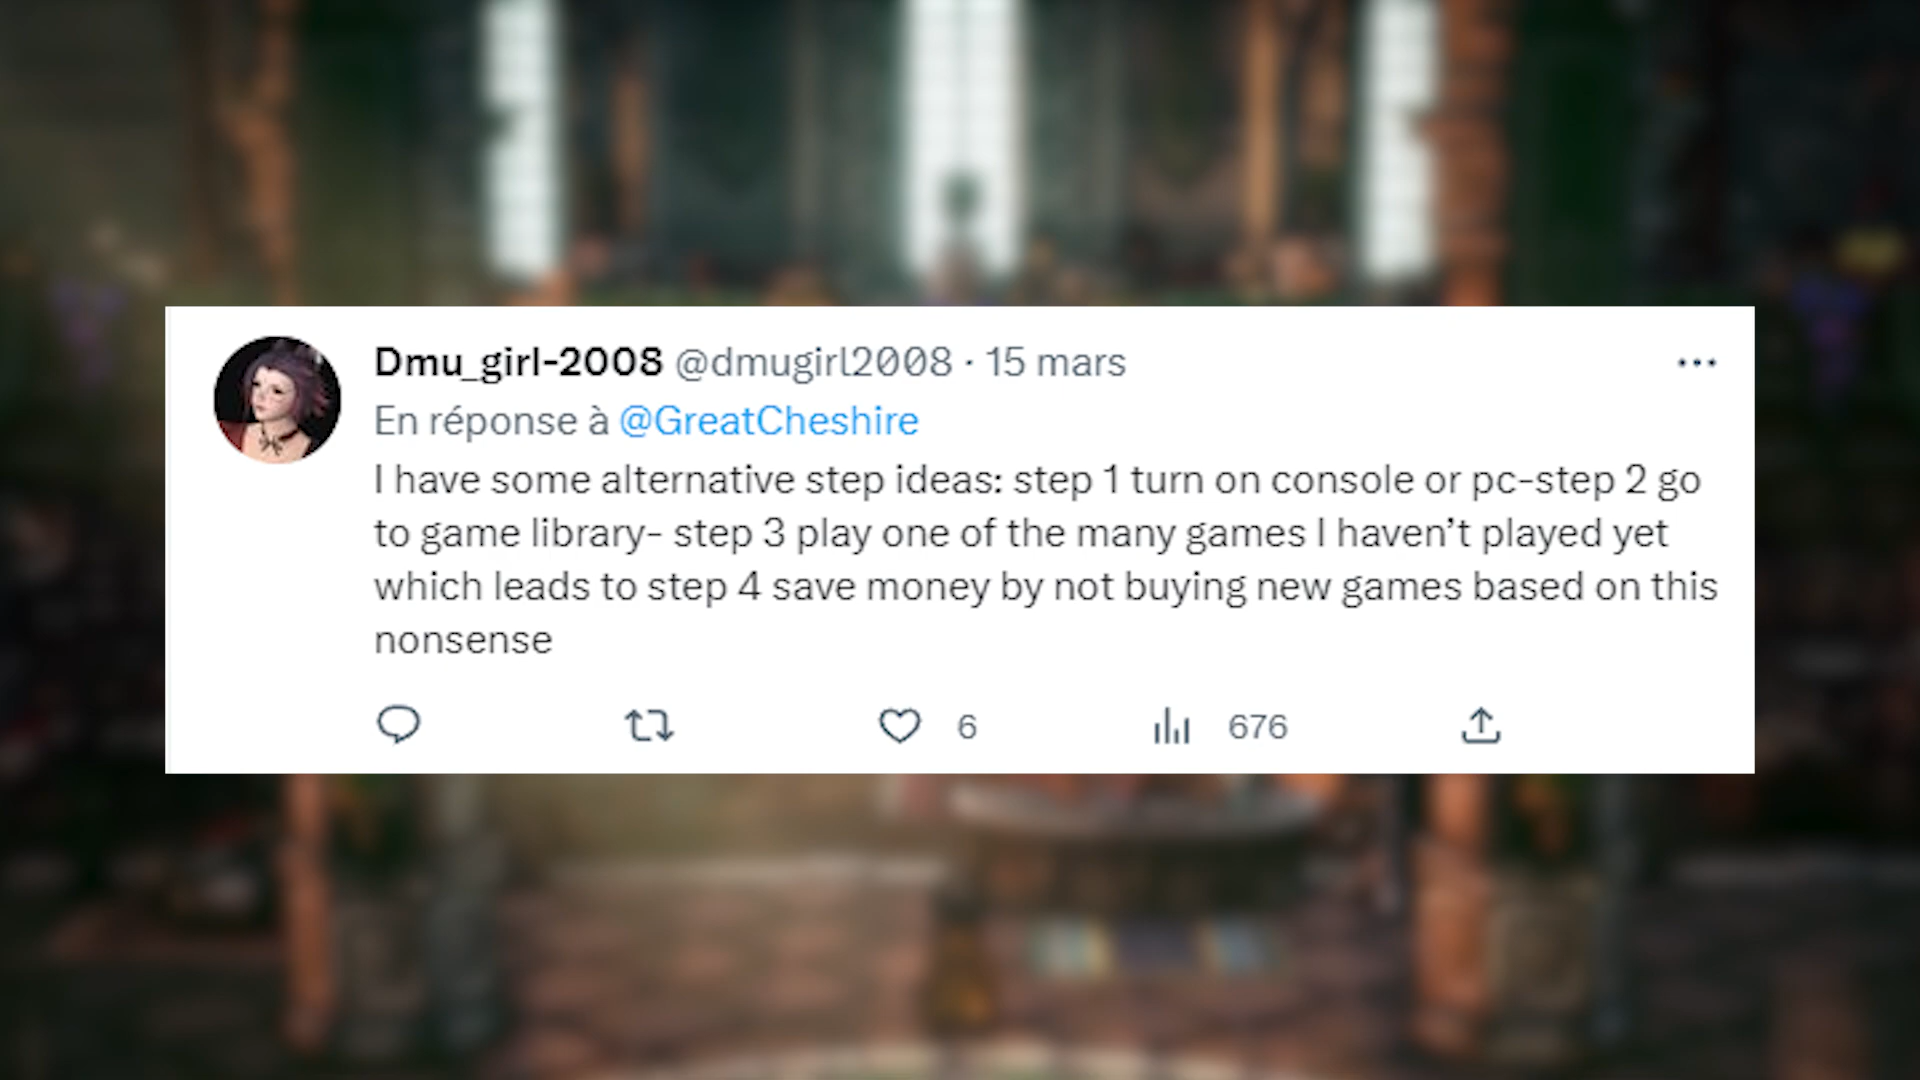 Dmu_girl-2008 @dmugirl2008 · 15 mars
En réponse à @GreatCheshire
I have some alternative step ideas: step 1 turn on console or pc-step 2 go
to game library- step 3 play one of the many games I haven’t played yet
which leads to step 4 save money by not buying new games based on this
nonsense
6 676